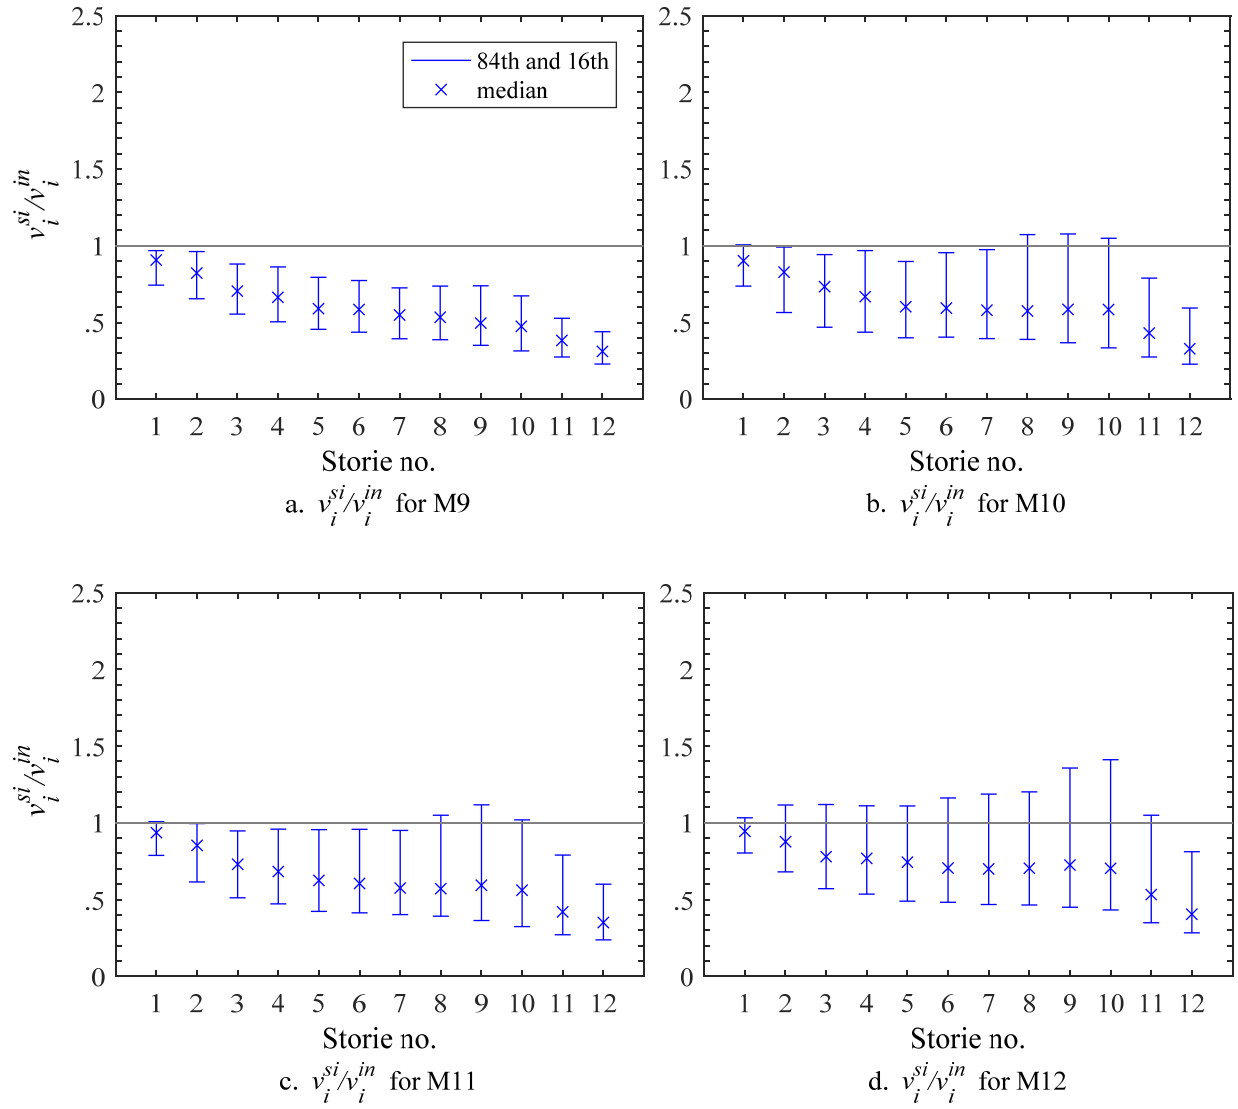 2.5
2
1.5
1
.5
0
v_i^{si}/v_i^{in}
84th and 16th
median
1 2 3 4 5 6 7 8 9 10 11 12
Storie no.
a. v_i^{si}/v_i^{in} for M9
2.5
2
1.5
1
.5
0
1 2 3 4 5 6 7 8 9 10 11 12
Storie no.
b. v_i^{si}/v_i^{in} for M10
2.5
2
1.5
1
.5
0
v_i^{si}/v_i^{in}
1 2 3 4 5 6 7 8 9 10 11 12
Storie no.
c. v_i^{si}/v_i^{in} for M11
2.5
2
1.5
1
.5
0
1 2 3 4 5 6 7 8 9 10 11 12
Storie no.
d. v_i^{si}/v_i^{in} for M12